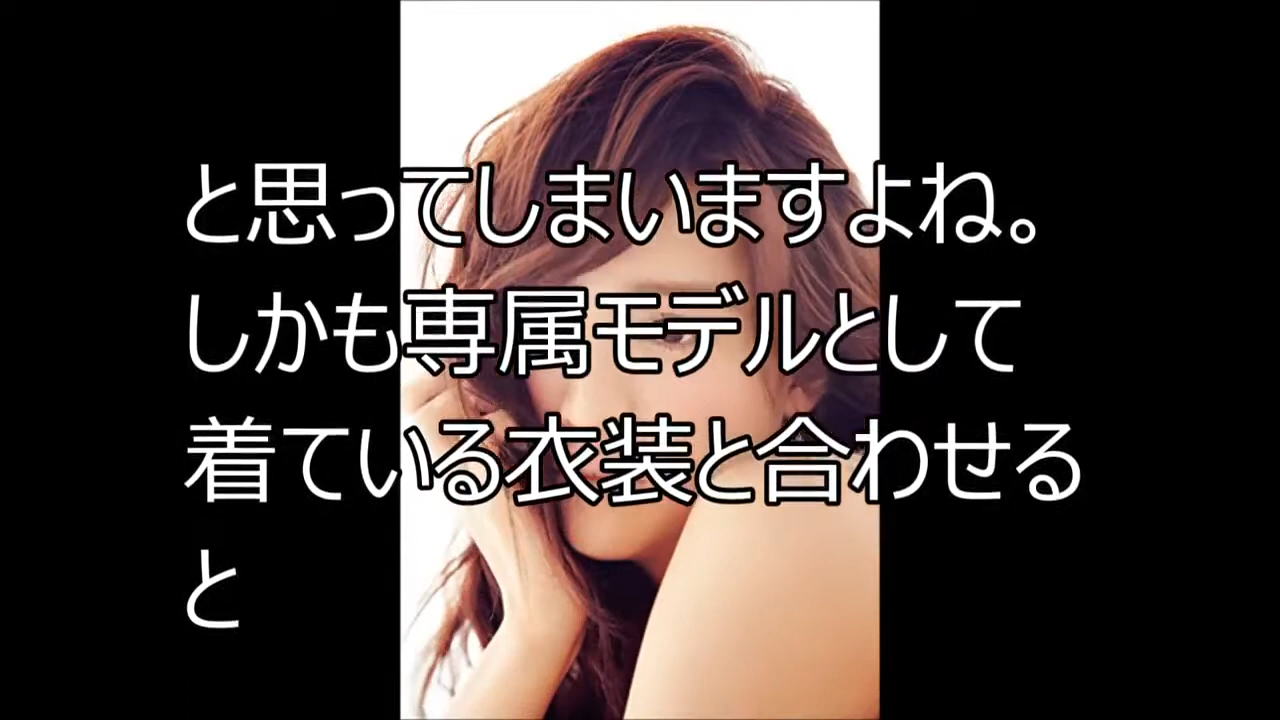 と思ってしまいますよね。
しかも専属モデルとして
着ている衣装と合わせる
と